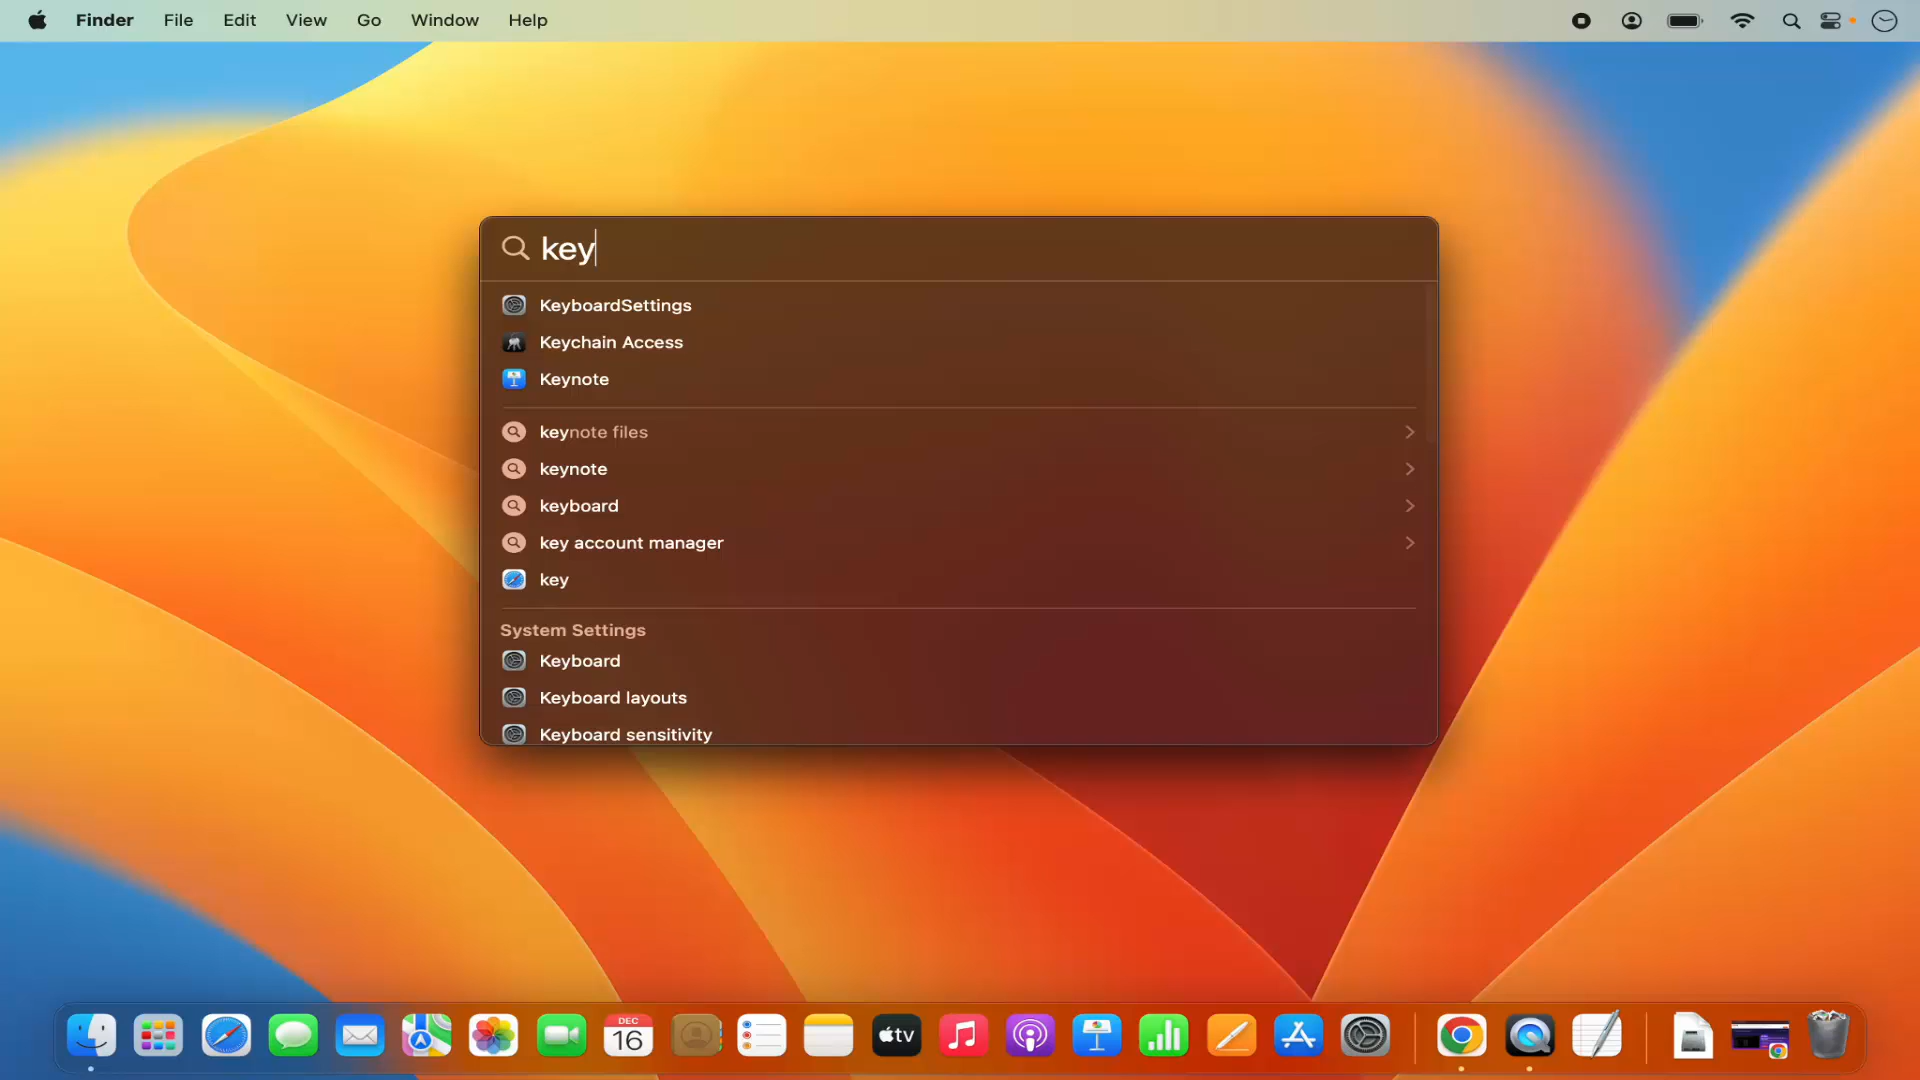 Finder File Edit View Go Window Help
key
KeyboardSettings
Keychain Access
Keynote
keynote files
keynote
keyboard
key account manager
key
System Settings
Keyboard
Keyboard layouts
Keyboard sensitivity
DEC
16
tv